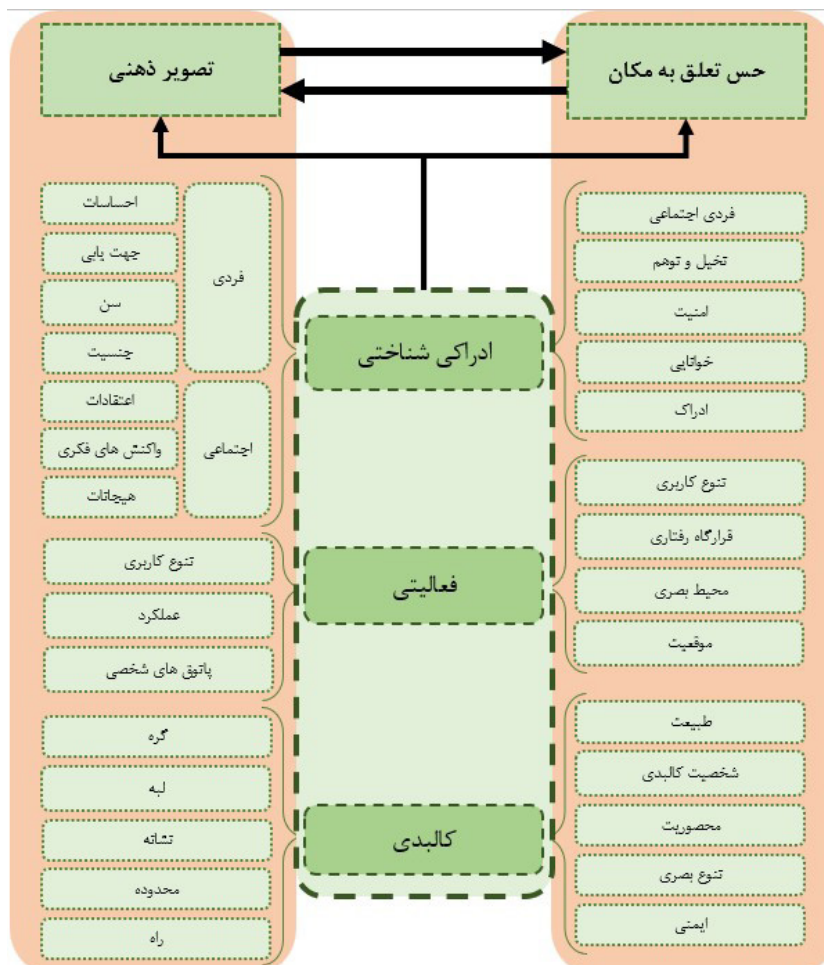 حس تعلق به مکان
تصویر ذهنی
فردی اجتماعی
تخیل و توهم
امنیت
خوانایی
ادراک
تنوع کاربری
قرارگاه رفتاری
محیط بصری
موقعیت
طبیعت
شخصیت کالبدی
محصوریت
تنوع بصری
ایمنی
ادراکی شناختی
فعالیتی
کالبدی
فردی
احساسات
جهت یابی
سن
جنسیت
اجتماعی
اعتقادات
واکنش های فکری
هیجانات
تنوع کاربری
عملکرد
پاتوق های شخصی
گره
لبه
نشانه
محدوده
راه